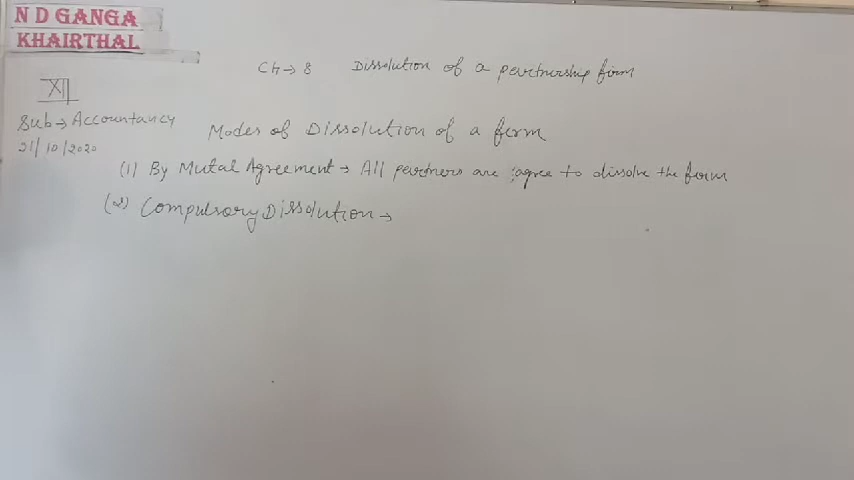 N D GANGA
KHAIRTHAL
Ch → 8 Dissolution of a partnership firm
XII
Sub → Accountancy
21/10/2020
Modes of Dissolution of a firm
(1) By Mutal Agreement → All partners are agree to dissolve the firm
(2) Compulsory Dissolution →